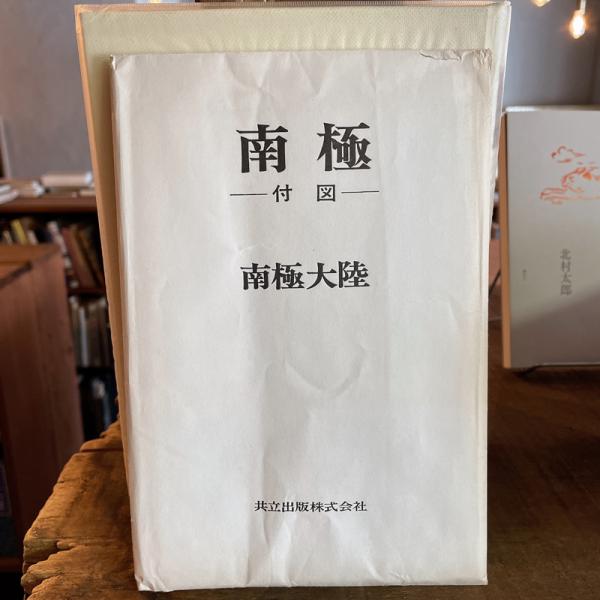 南極
—付図—
南極大陸
共立出版株式会社
北村太郎